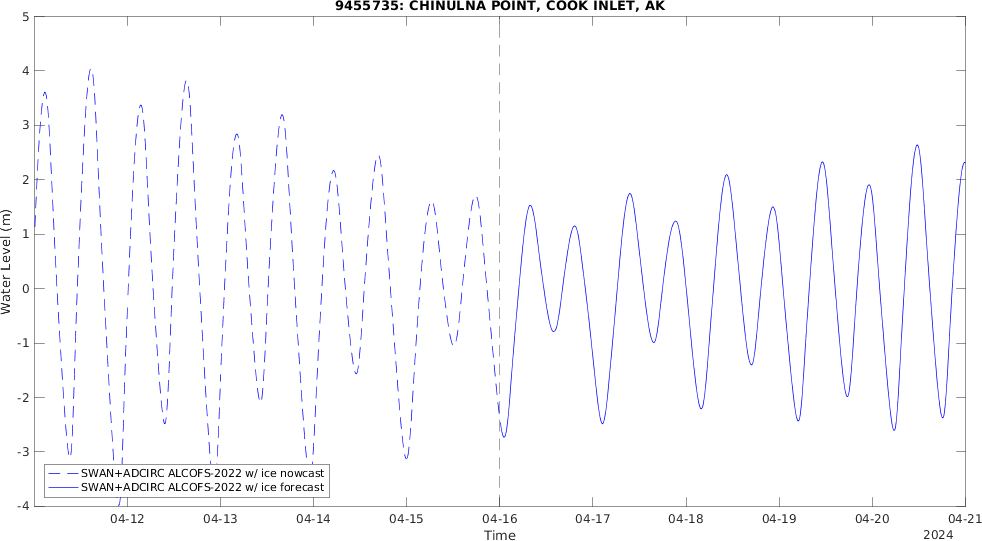 9455735: CHINULNA POINT, COOK INLET, AK
Water Level (m)
5
4
3
2
1
0
-1
-2
-3
-4
SWAN+ADCIRC ALCOFS-2022 w/ ice nowcast
SWAN+ADCIRC ALCOFS-2022 w/ ice forecast
04-12 04-13 04-14 04-15 04-16 04-17 04-18 04-19 04-20 04-21
Time
2024